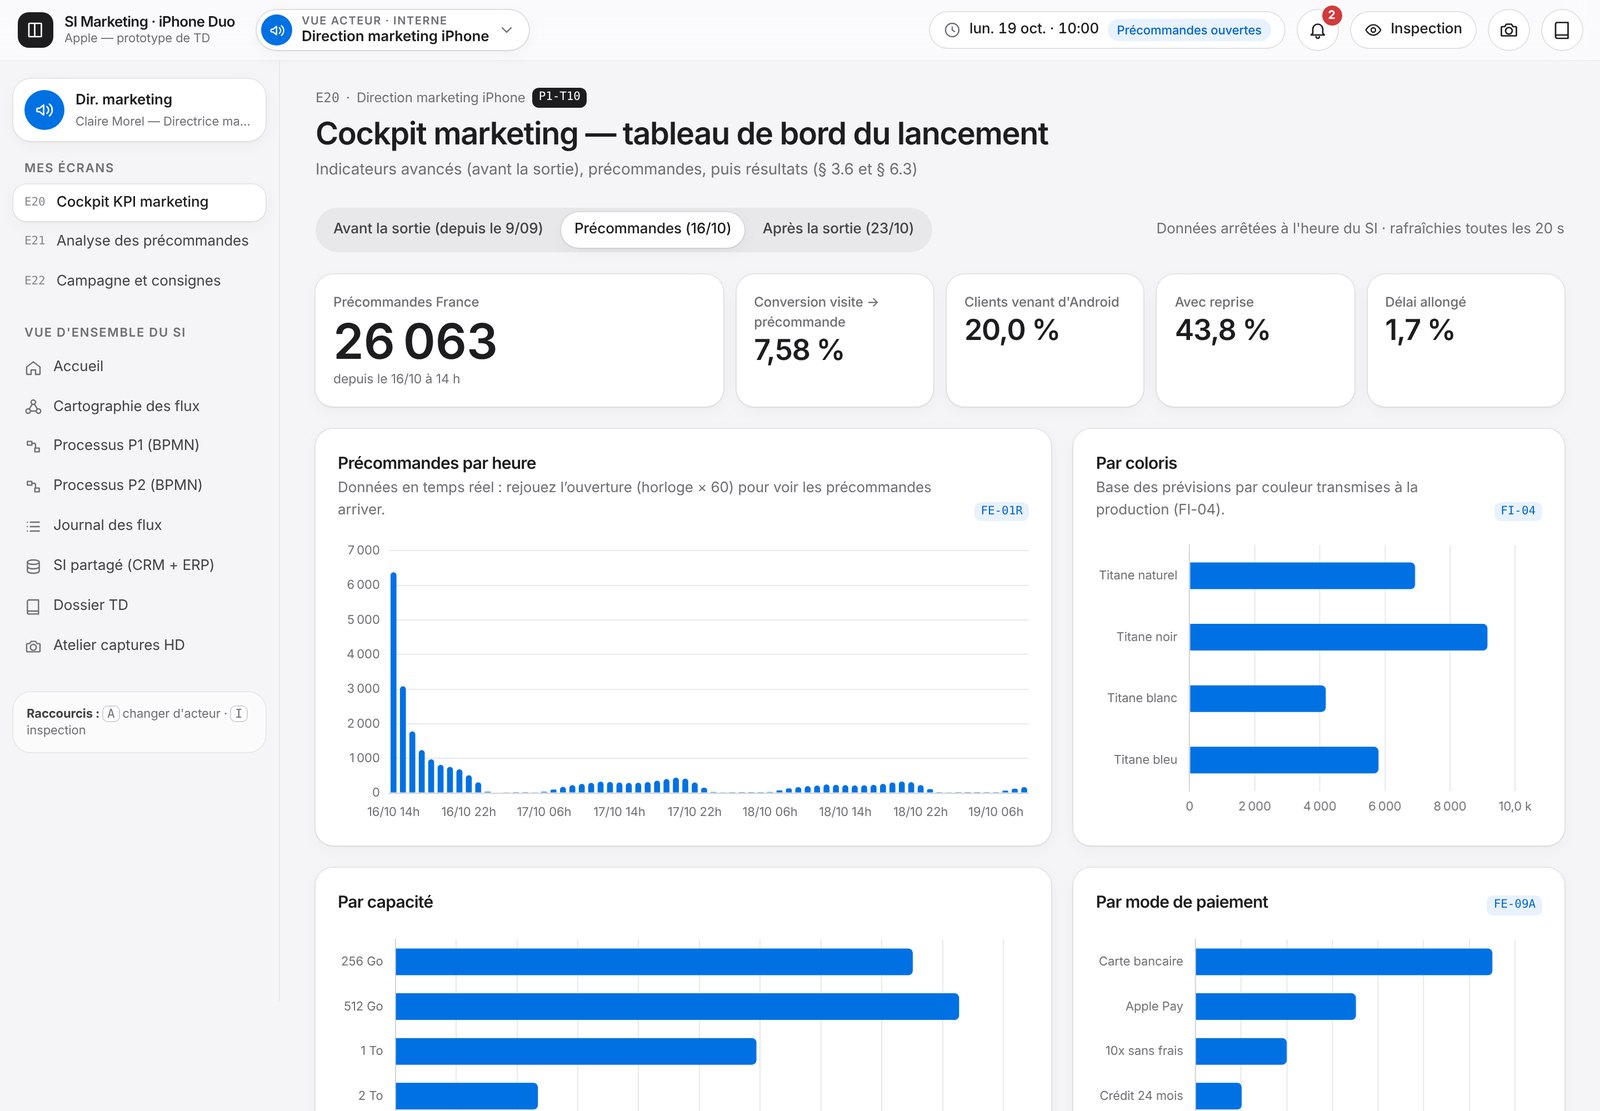 SI Marketing · iPhone Duo
Apple — prototype de TD
VUE ACTEUR · INTERNE
Direction marketing iPhone
lun. 19 oct. · 10:00
Précommandes ouvertes
2
Inspection
Dir. marketing
Claire Morel — Directrice ma...
MES ÉCRANS
E20 Cockpit KPI marketing
E21 Analyse des précommandes
E22 Campagne et consignes
VUE D'ENSEMBLE DU SI
Accueil
Cartographie des flux
Processus P1 (BPMN)
Processus P2 (BPMN)
Journal des flux
SI partagé (CRM + ERP)
Dossier TD
Atelier captures HD
Raccourcis : A changer d'acteur · I
inspection
E20 · Direction marketing iPhone P1-T10
Cockpit marketing — tableau de bord du lancement
Indicateurs avancés (avant la sortie), précommandes, puis résultats (§ 3.6 et § 6.3)
Avant la sortie (depuis le 9/09)
Précommandes (16/10)
Après la sortie (23/10)
Données arrêtées à l'heure du SI · rafraîchies toutes les 20 s
Précommandes France
26 063
depuis le 16/10 à 14 h
Conversion visite →
précommande
7,58 %
Clients venant d'Android
20,0 %
Avec reprise
43,8 %
Délai allongé
1,7 %
Précommandes par heure
Données en temps réel : rejouez l’ouverture (horloge × 60) pour voir les précommandes
arriver.
FE-01R
7 000
6 000
5 000
4 000
3 000
2 000
1 000
0
16/10 14h 16/10 22h 17/10 06h 17/10 14h 17/10 22h 18/10 06h 18/10 14h 18/10 22h 19/10 06h
Par coloris
Base des prévisions par couleur transmises à la
production (FI-04).
FI-04
Titane naturel
Titane noir
Titane blanc
Titane bleu
0 2 000 4 000 6 000 8 000 10,0 k
Par capacité
256 Go
512 Go
1 To
2 To
Par mode de paiement
FE-09A
Carte bancaire
Apple Pay
10x sans frais
Crédit 24 mois